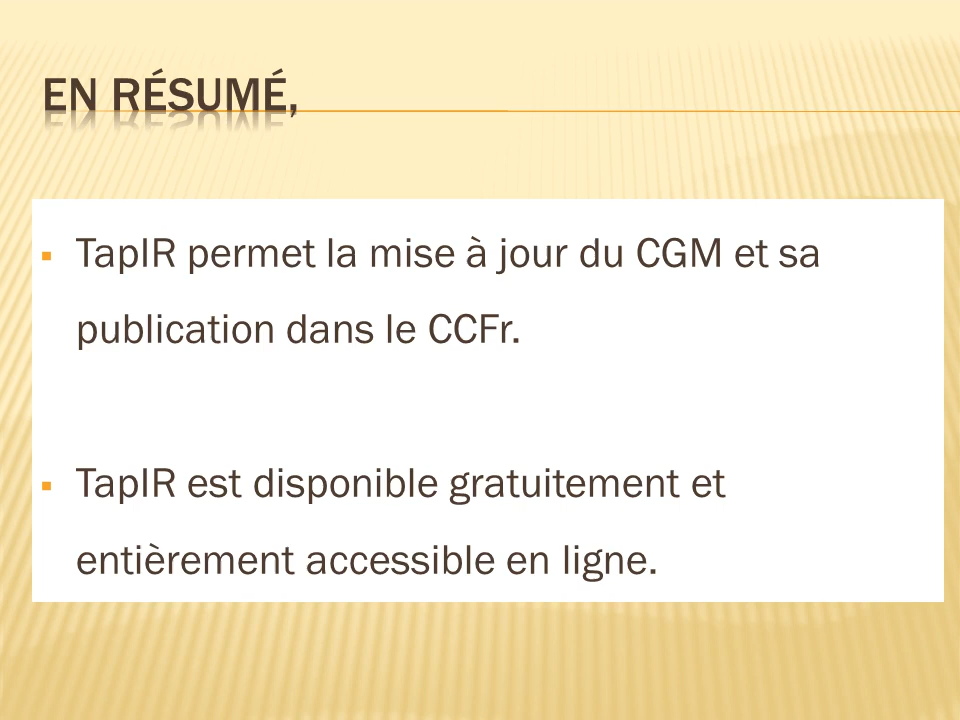 EN RÉSUMÉ,
▪ TapIR permet la mise à jour du CGM et sa
publication dans le CCFr.
▪ TapIR est disponible gratuitement et
entièrement accessible en ligne.